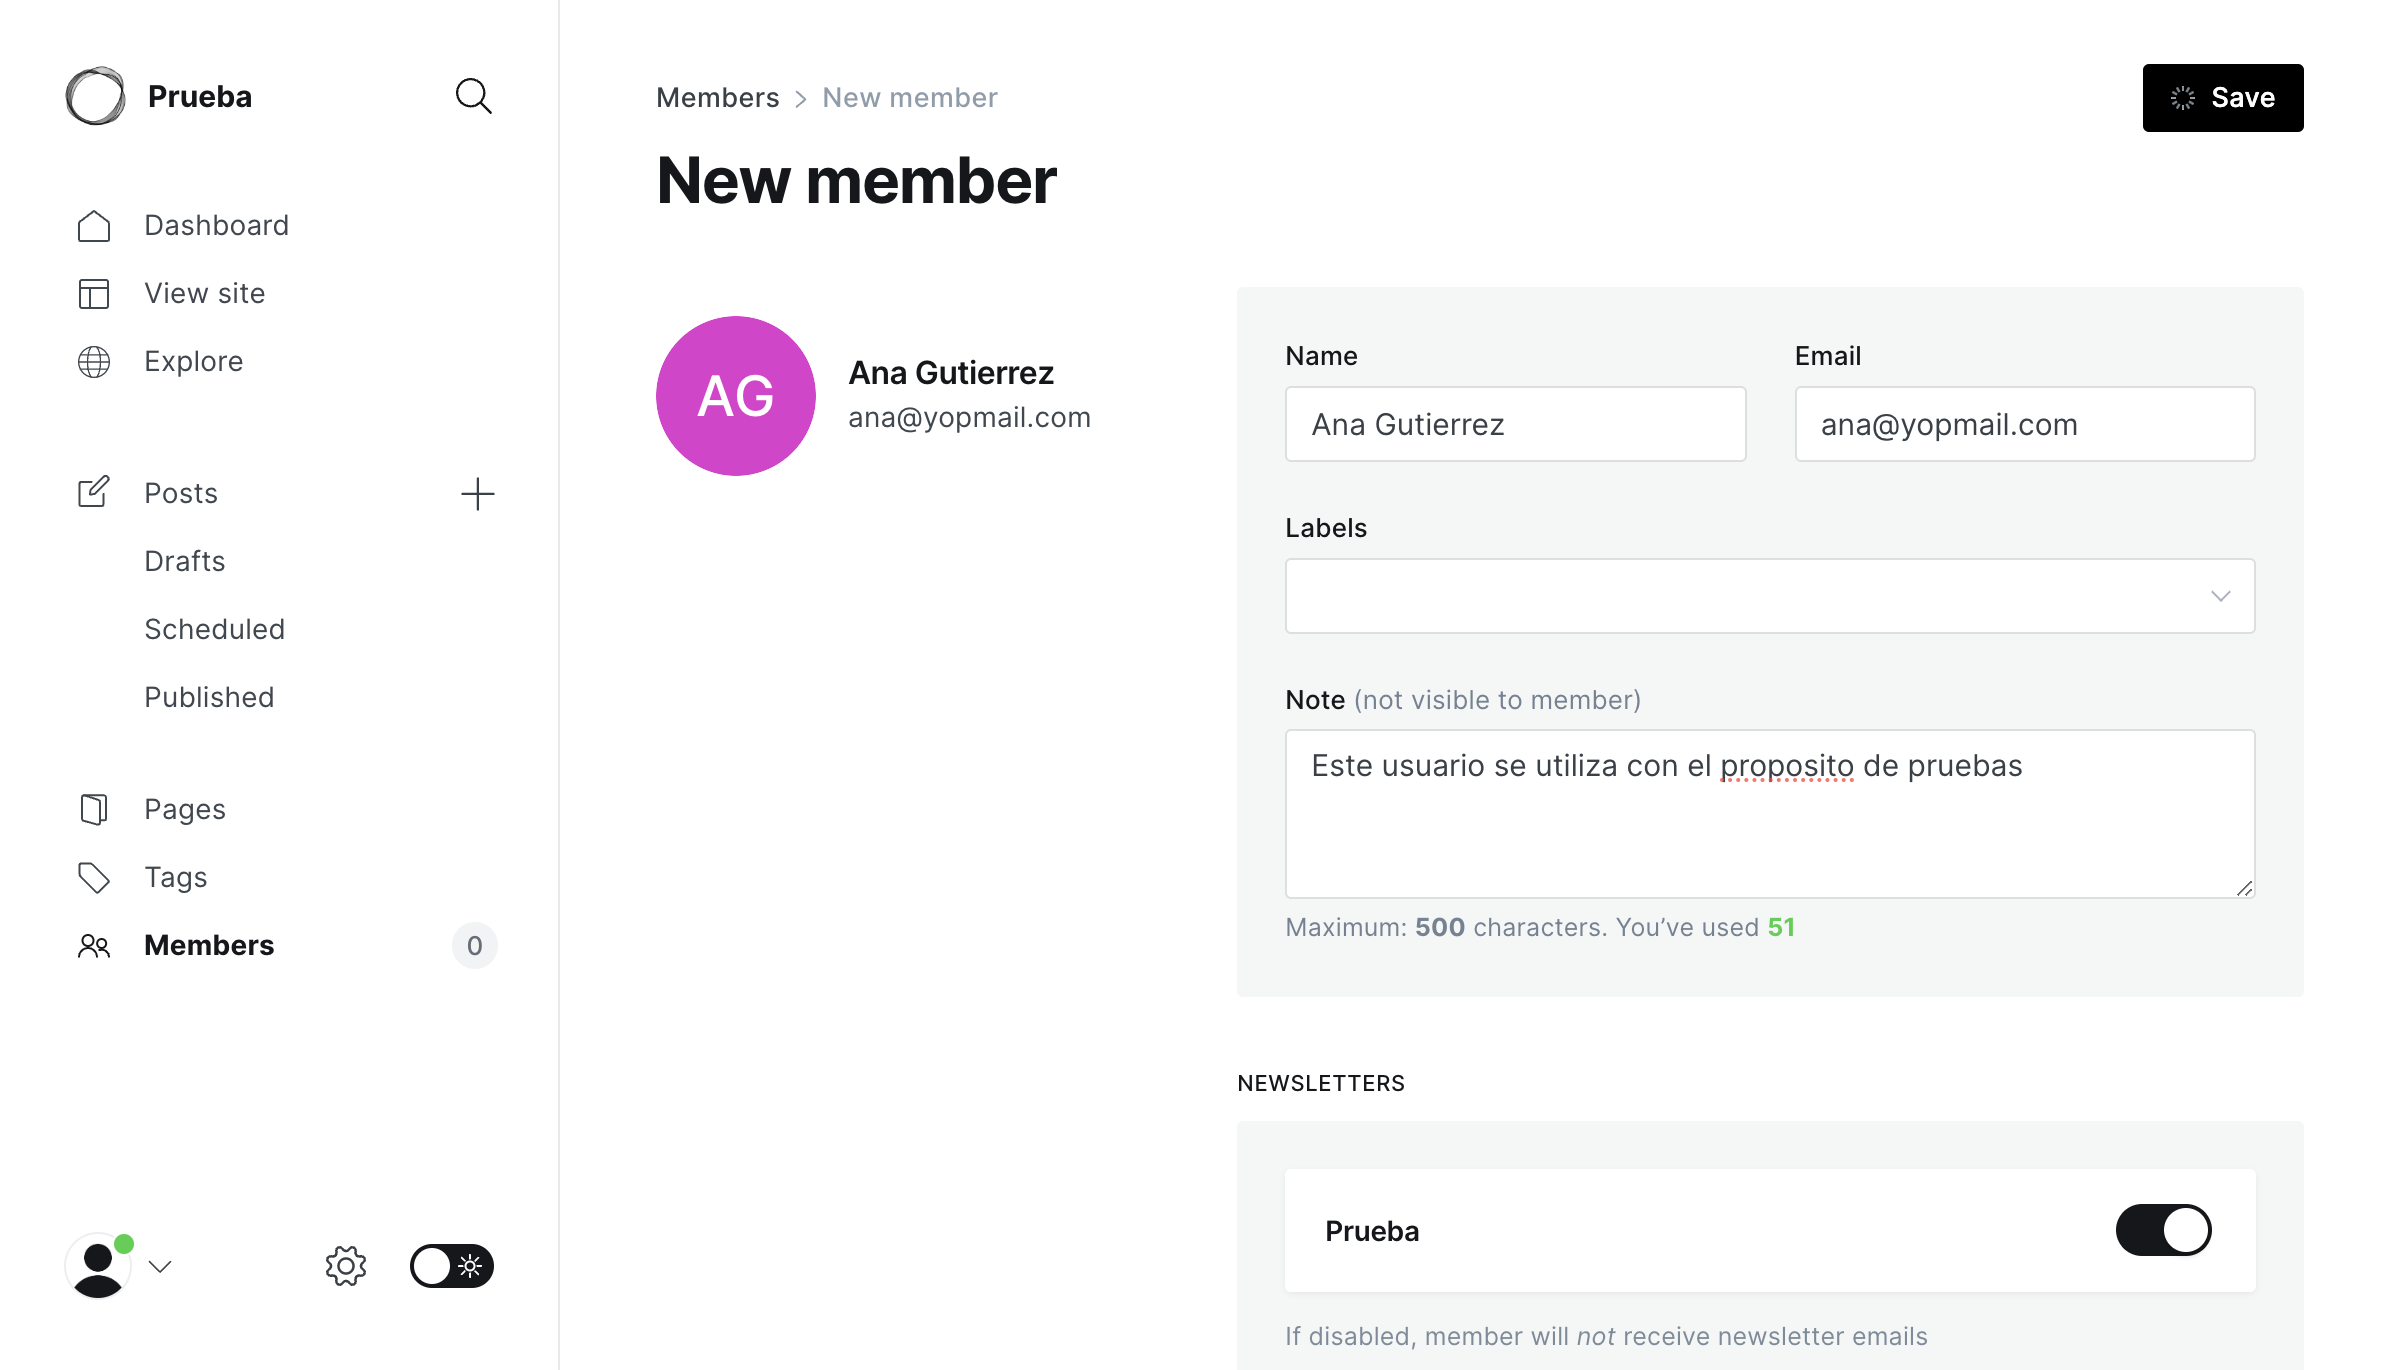 Prueba
Dashboard
View site
Explore
Posts
Drafts
Scheduled
Published
Pages
Tags
Members
0
Members > New member
Save
New member
AG
Ana Gutierrez
ana@yopmail.com
Name
Email
Ana Gutierrez
ana@yopmail.com
Labels
Note (not visible to member)
Este usuario se utiliza con el proposito de pruebas
Maximum: 500 characters. You’ve used 51
NEWSLETTERS
Prueba
If disabled, member will not receive newsletter emails